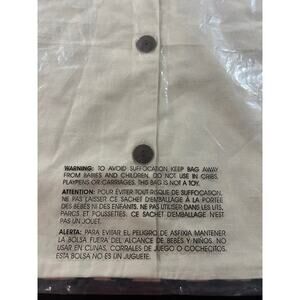 WARNING: TO AVOID SUFFOCATION KEEP BAG AWAY
FROM BABIES AND CHILDREN. DO NOT USE IN CRIBS,
PLAYPENS OR CARRIAGES. THIS BAG IS NOT A TOY.
ATTENTION: POUR ÉVITER TOUT RISQUE DE SUFFOCATION,
NE PAS LAISSER CE SACHET D'EMBALLAGE À LA PORTÉE
DES BÉBÉS NI DES ENFANTS. NE PAS UTILISER DANS LES LITS,
PARCS ET POUSSETTES. CE SACHET D'EMBALLAGE N'EST
PAS UN JOUET.
ALERTA: PARA EVITAR EL PELIGRO DE ASFIXIA MANTENER
LA BOLSA FUERA DEL ALCANCE DE BEBÉS Y NIÑOS. NO
USAR EN CUNAS, CORRALES DE JUEGO O COCHECITOS.
ESTA BOLSA NO ES UN JUGUETE.